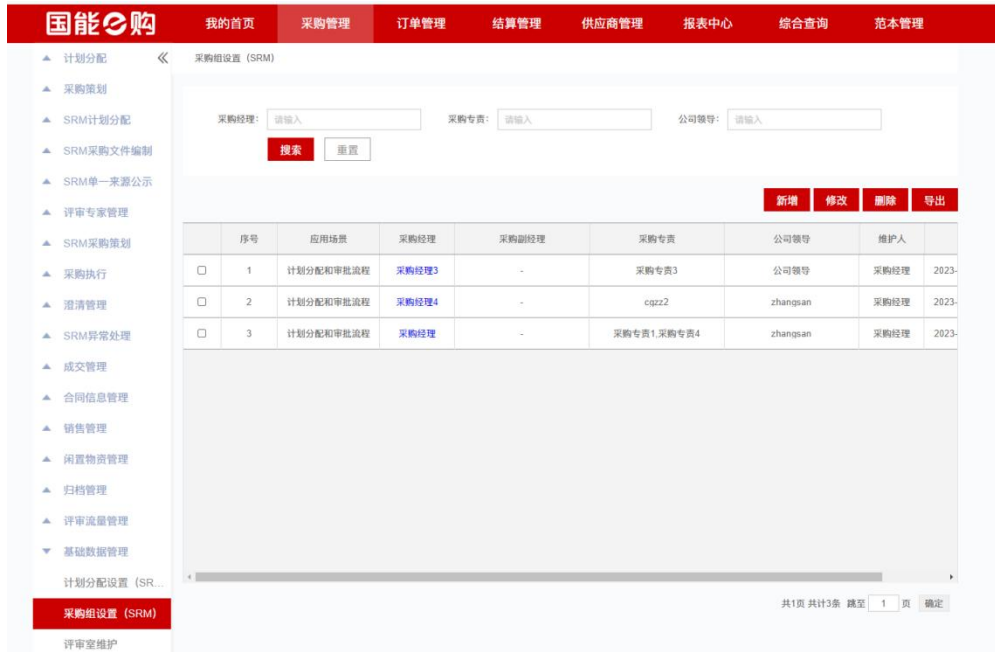 国能e购 我的首页 采购管理 订单管理 结算管理 供应商管理 报表中心 综合查询 范本管理
计划分配
采购策划
SRM计划分配
SRM采购文件编制
SRM单一来源公示
评审专家管理
SRM采购策划
采购执行
澄清管理
SRM异常处理
成交管理
合同信息管理
销售管理
闲置物资管理
归档管理
评审流量管理
基础数据管理
计划分配设置（SR...
采购组设置（SRM）
评审室维护
采购组设置（SRM）
采购经理： 请输入 采购专责： 请输入 公司领导： 请输入
搜索 重置
新增 修改 删除 导出
序号 应用场景 采购经理 采购副经理 采购专责 公司领导 维护人
1 计划分配和审批流程 采购经理3 - 采购专责3 公司领导 采购经理 2023-
2 计划分配和审批流程 采购经理4 - cqzz2 zhangsan 采购经理 2023-
3 计划分配和审批流程 采购经理 - 采购专责1,采购专责4 zhangsan 采购经理 2023-
共1页 共计3条 跳至 1 页 确定